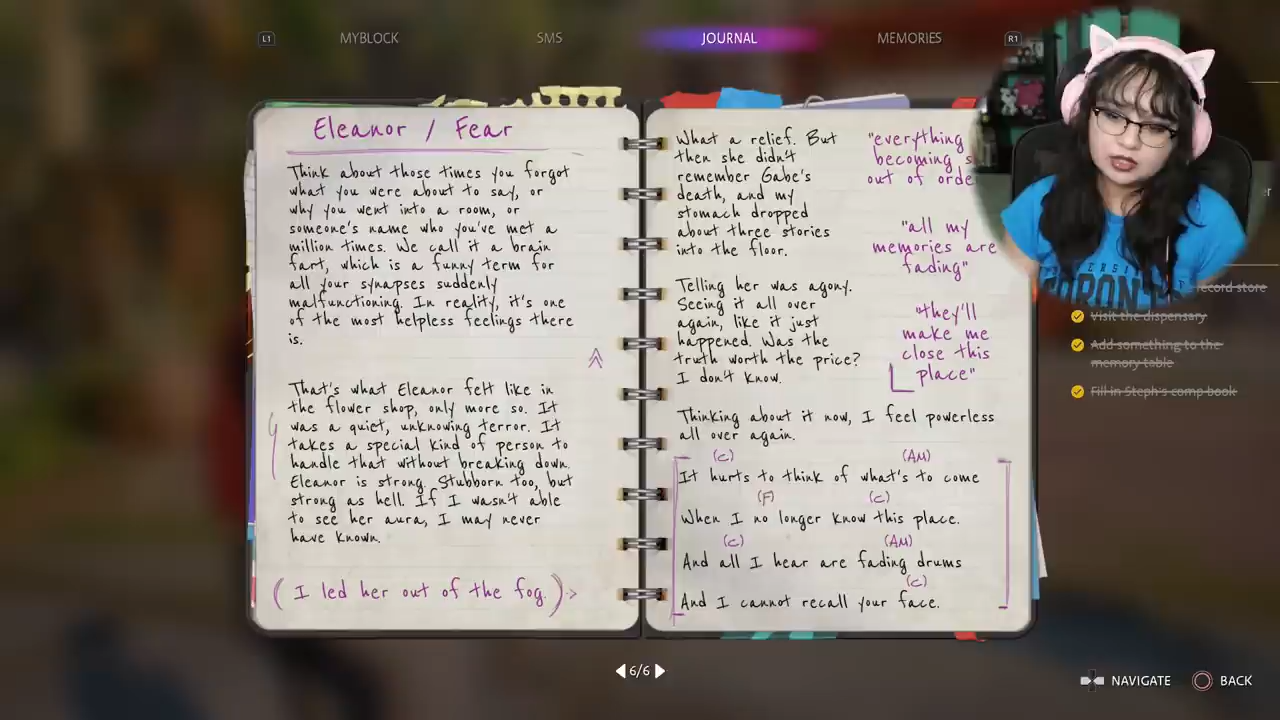 L1
MYBLOCK
SMS
JOURNAL
MEMORIES
R1
Eleanor / Fear
Think about those times you forgot
what you were about to say, or
why you went into a room, or
someone's name who you've met a
million times. We call it a brain
fart, which is a funny term for
all your synapses suddenly
malfunctioning. In reality, it's one
of the most helpless feelings there
is.
That's what Eleanor felt like in
the flower shop, only more so. It
was a quiet, unknowing terror. It
takes a special kind of person to
handle that without breaking down.
Eleanor is strong. Stubborn too, but
strong as hell. If I wasn't able
to see her aura, I may never
have known.
(I led her out of the fog.)
What a relief. But
then she didn't
remember Gabe's
death, and my
stomach dropped
about three stories
into the floor.
Telling her was agony.
Seeing it all over
again, like it just
happened. Was the
truth worth the price?
I don't know.
"everything
becoming
out of
"all my
memories are
fading"
"they'll
make me
close this
place"
Thinking about it now, I feel powerless
all over again.
(C) (AM)
It hurts to think of what's to come
(F) (C)
When I no longer know this place.
(C) (AM)
And all I hear are fading drums
(C)
And I cannot recall your face.
record store
Visit the dispensary
Add something to the
memory table
Fill in Steph's comp book
6/6
NAVIGATE
BACK